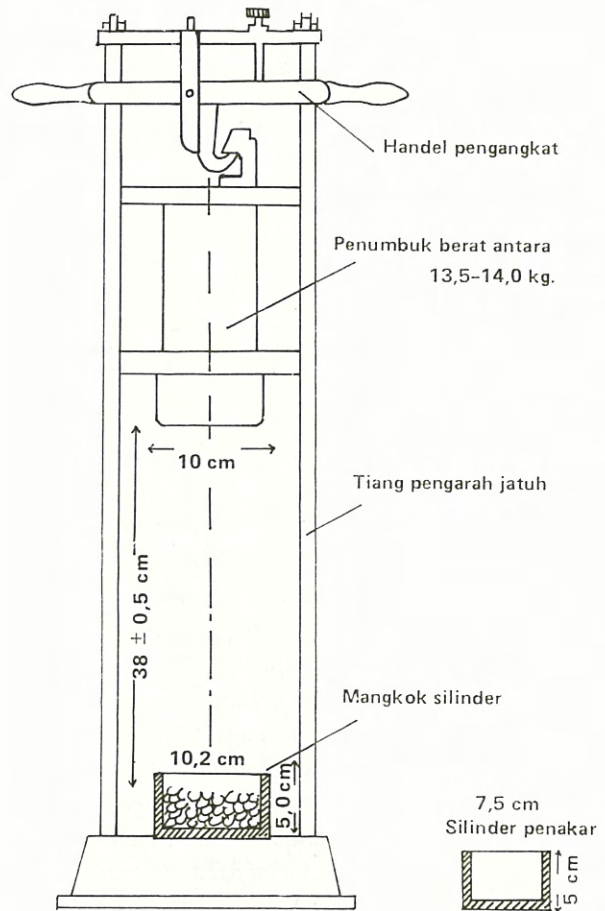 Handel pengangkat
Penumbuk berat antara
13,5–14,0 kg.
10 cm
Tiang pengarah jatuh
38 ± 0,5 cm
Mangkok silinder
10,2 cm
5,0 cm
7,5 cm
Silinder penakar
5 cm